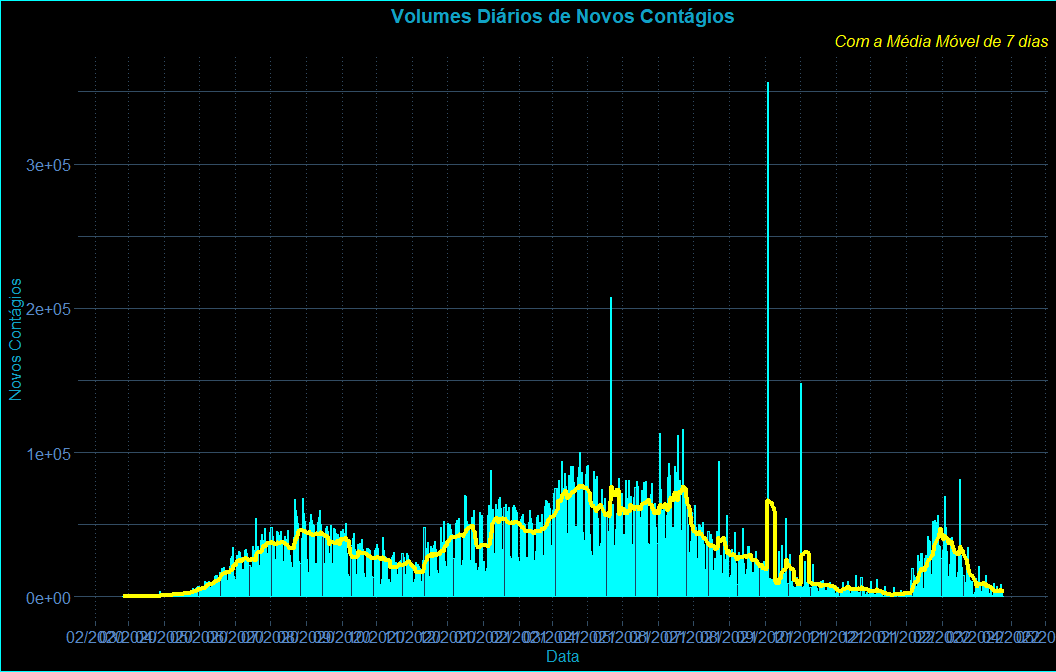 Volumes Diários de Novos Contágios
Com a Média Móvel de 7 dias
3e+05
2e+05
1e+05
0e+00
Novos Contágios
Data